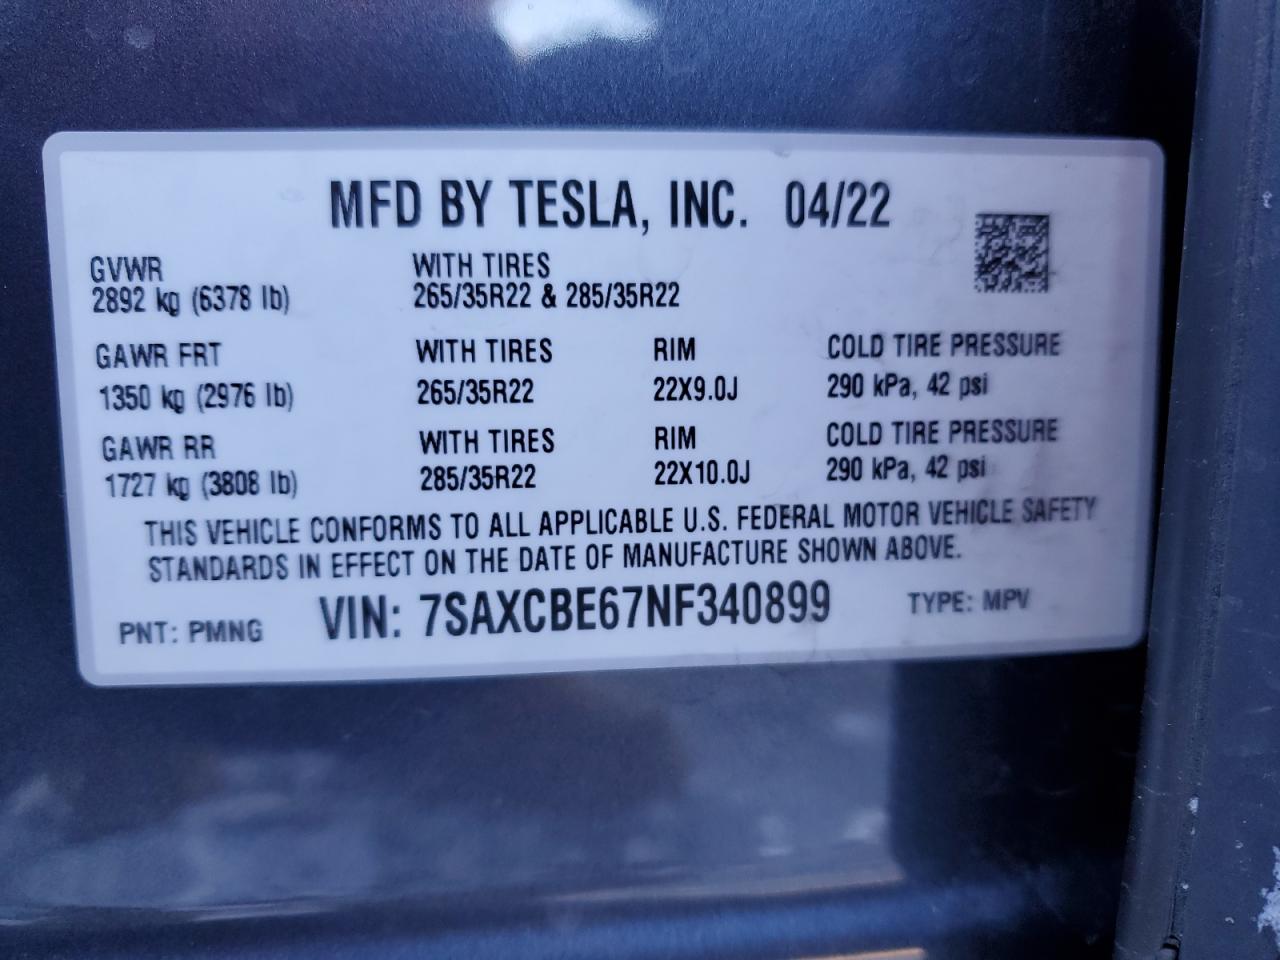 MFD BY TESLA, INC. 04/22
GVWR WITH TIRES
2892 kg (6378 lb) 265/35R22 & 285/35R22
GAWR FRT WITH TIRES RIM COLD TIRE PRESSURE
1350 kg (2976 lb) 265/35R22 22X9.0J 290 kPa, 42 psi
GAWR RR WITH TIRES RIM COLD TIRE PRESSURE
1727 kg (3808 lb) 285/35R22 22X10.0J 290 kPa, 42 psi
THIS VEHICLE CONFORMS TO ALL APPLICABLE U.S. FEDERAL MOTOR VEHICLE SAFETY
STANDARDS IN EFFECT ON THE DATE OF MANUFACTURE SHOWN ABOVE.
PNT: PMNG VIN: 7SAXCBE67NF340899 TYPE: MPV